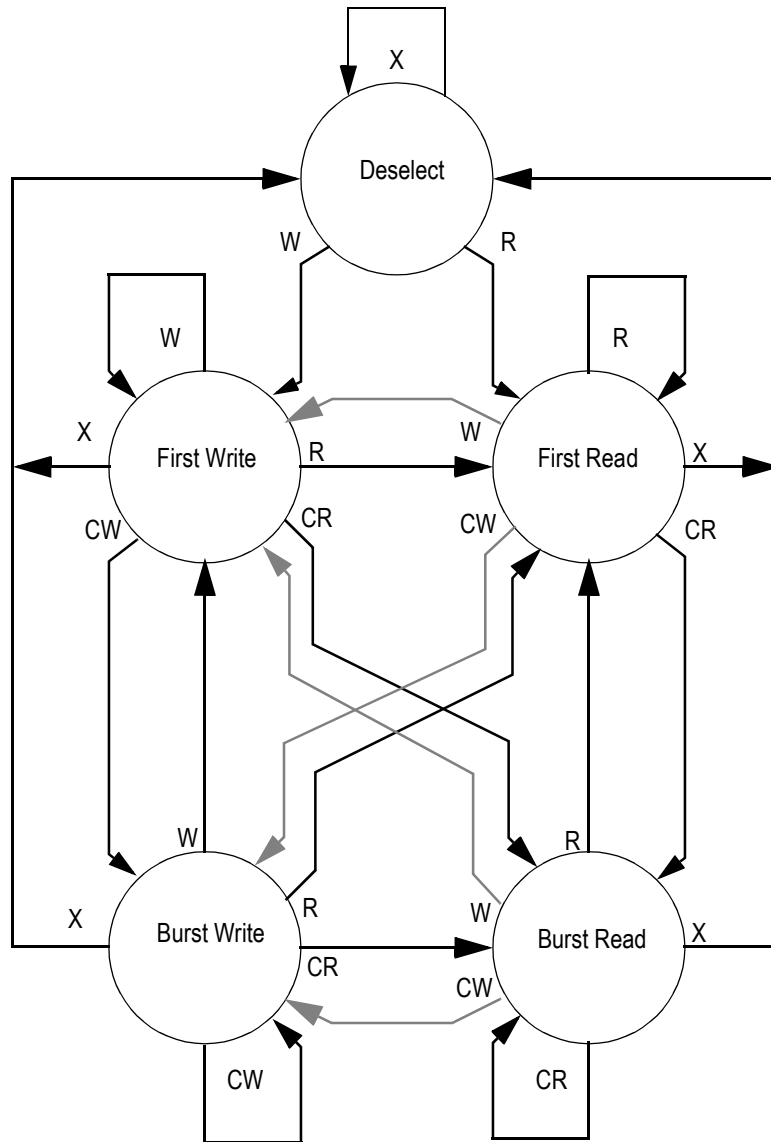 X
Deselect
W
R
W
R
X
W
First Write
R
First Read
X
CW
CR
CW
CR
W
R
X
R
W
Burst Write
Burst Read
X
CR
CW
CW
CR